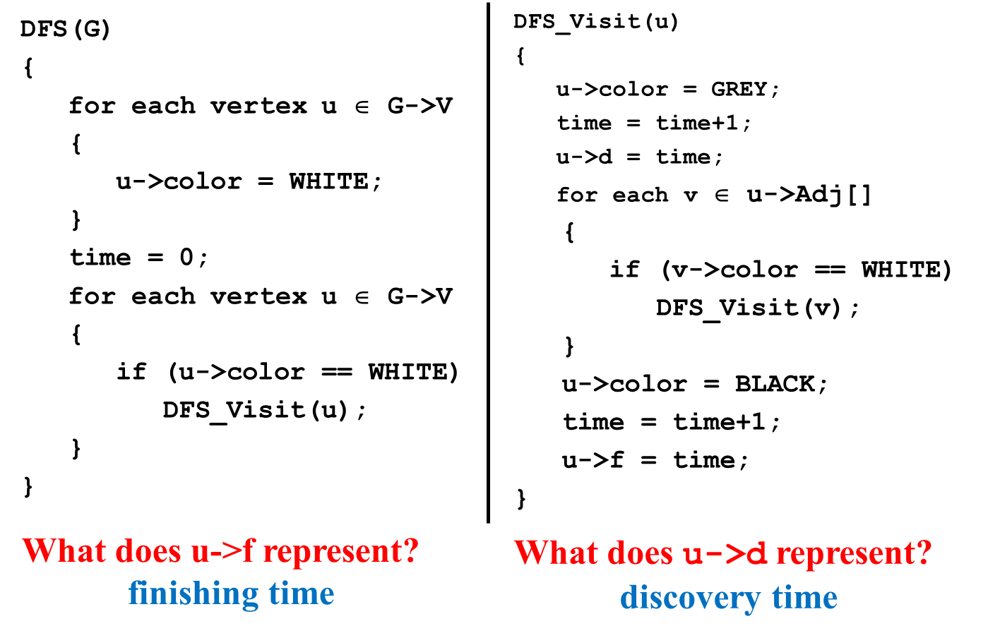 DFS(G)
{
for each vertex u ∈ G->V
{
u->color = WHITE;
}
time = 0;
for each vertex u ∈ G->V
{
if (u->color == WHITE)
DFS_Visit(u);
}
}
What does u->f represent?
finishing time
DFS_Visit(u)
{
u->color = GREY;
time = time+1;
u->d = time;
for each v ∈ u->Adj[]
{
if (v->color == WHITE)
DFS_Visit(v);
}
u->color = BLACK;
time = time+1;
u->f = time;
}
What does u->d represent?
discovery time